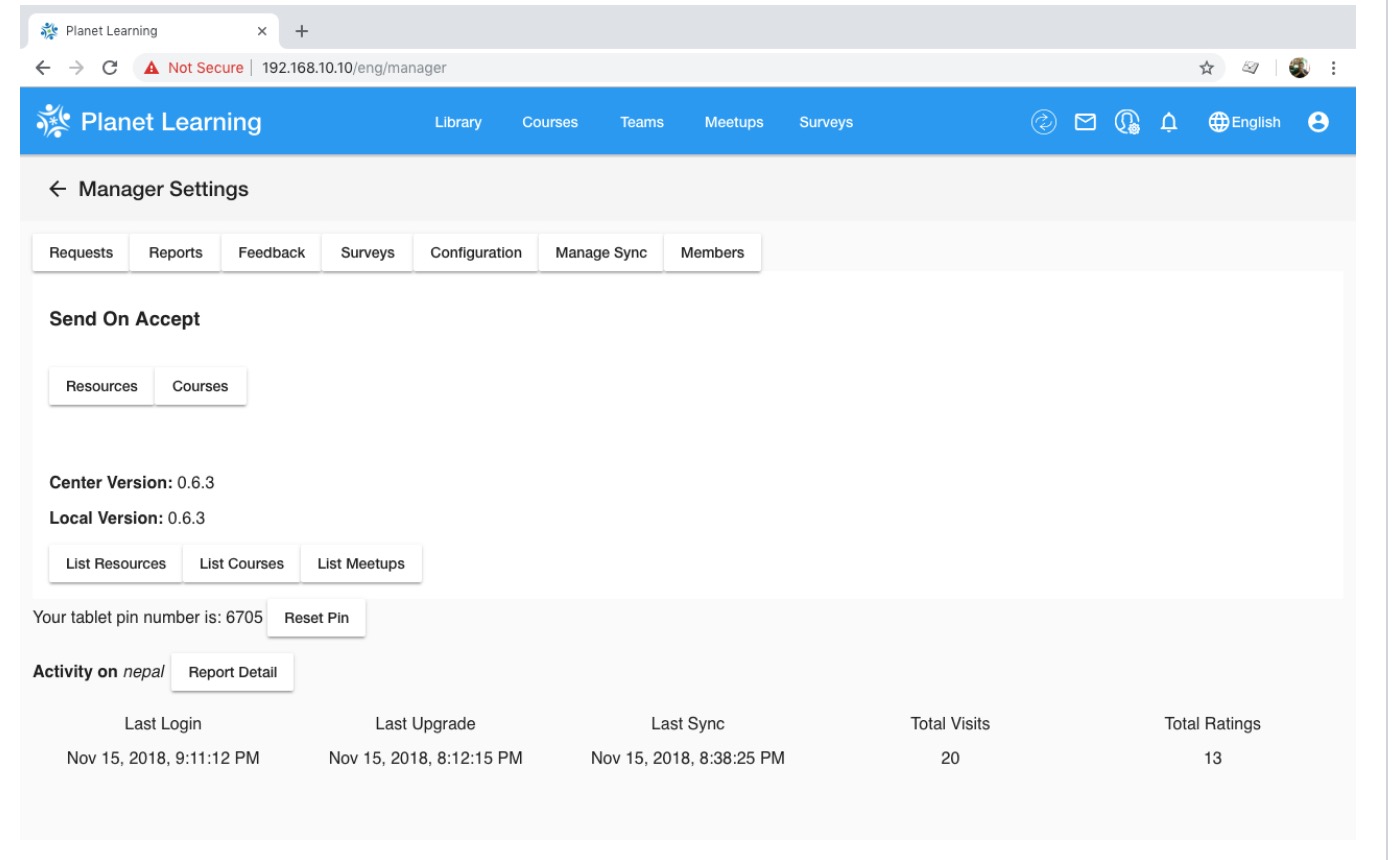 Planet Learning
Not Secure | 192.168.10.10/eng/manager
Planet Learning Library Courses Teams Meetups Surveys English
Manager Settings
Requests Reports Feedback Surveys Configuration Manage Sync Members
Send On Accept
Resources Courses
Center Version: 0.6.3
Local Version: 0.6.3
List Resources List Courses List Meetups
Your tablet pin number is: 6705 Reset Pin
Activity on nepal Report Detail
Last Login Last Upgrade Last Sync Total Visits Total Ratings
Nov 15, 2018, 9:11:12 PM Nov 15, 2018, 8:12:15 PM Nov 15, 2018, 8:38:25 PM 20 13